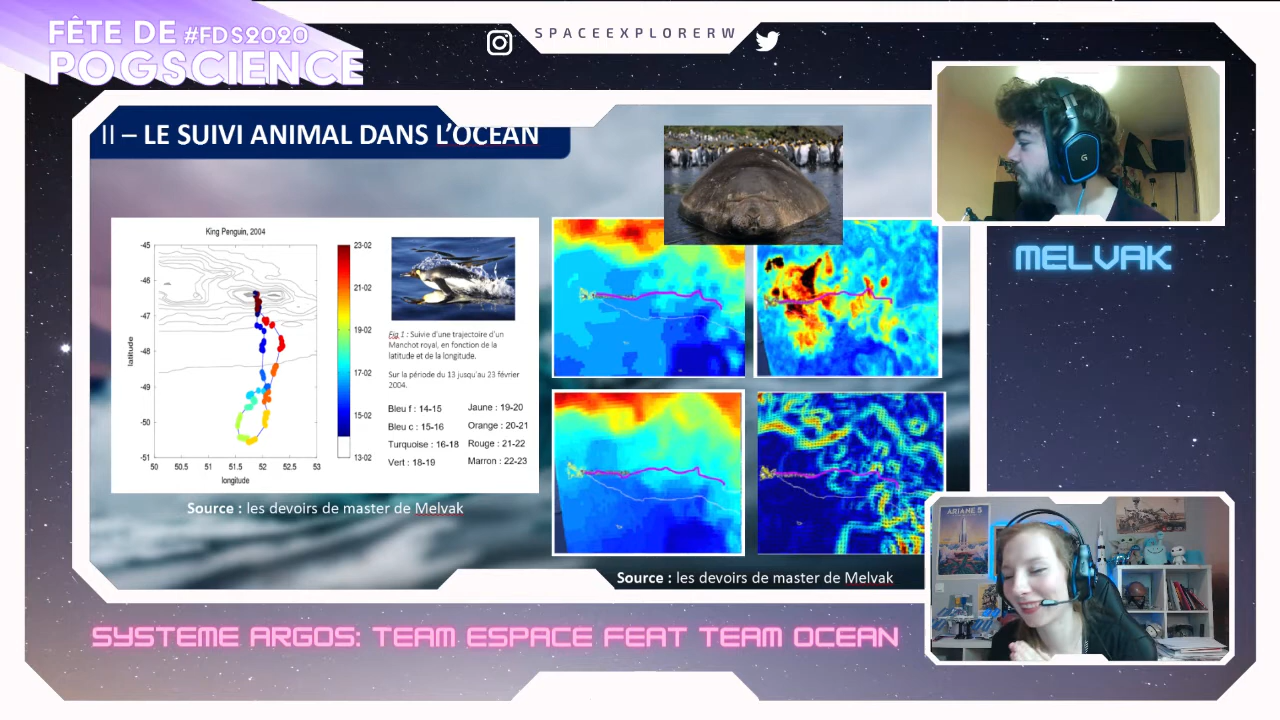 FÊTE DE #FDS2020
POGSCIENCE
SPACEEXPLORERW
II – LE SUIVI ANIMAL DANS L'OCEAN
King Penguin, 2004
-45
-46
-47
-48
-49
-50
-51
latitude
50 50.5 51 51.5 52 52.5 53
longitude
23-02
21-02
19-02
17-02
15-02
13-02
Fig 1 : Suivie d'une trajectoire d'un
Manchot royal, en fonction de la
latitude et de la longitude.
Sur la période du 13 jusqu'au 23 février
2004.
Bleu f : 14-15
Bleu c : 15-16
Turquoise : 16-18
Vert : 18-19
Jaune : 19-20
Orange : 20-21
Rouge : 21-22
Marron : 22-23
Source : les devoirs de master de Melvak
Source : les devoirs de master de Melvak
MELVAK
ARIANE 5
SYSTEME ARGOS: TEAM ESPACE FEAT TEAM OCEAN